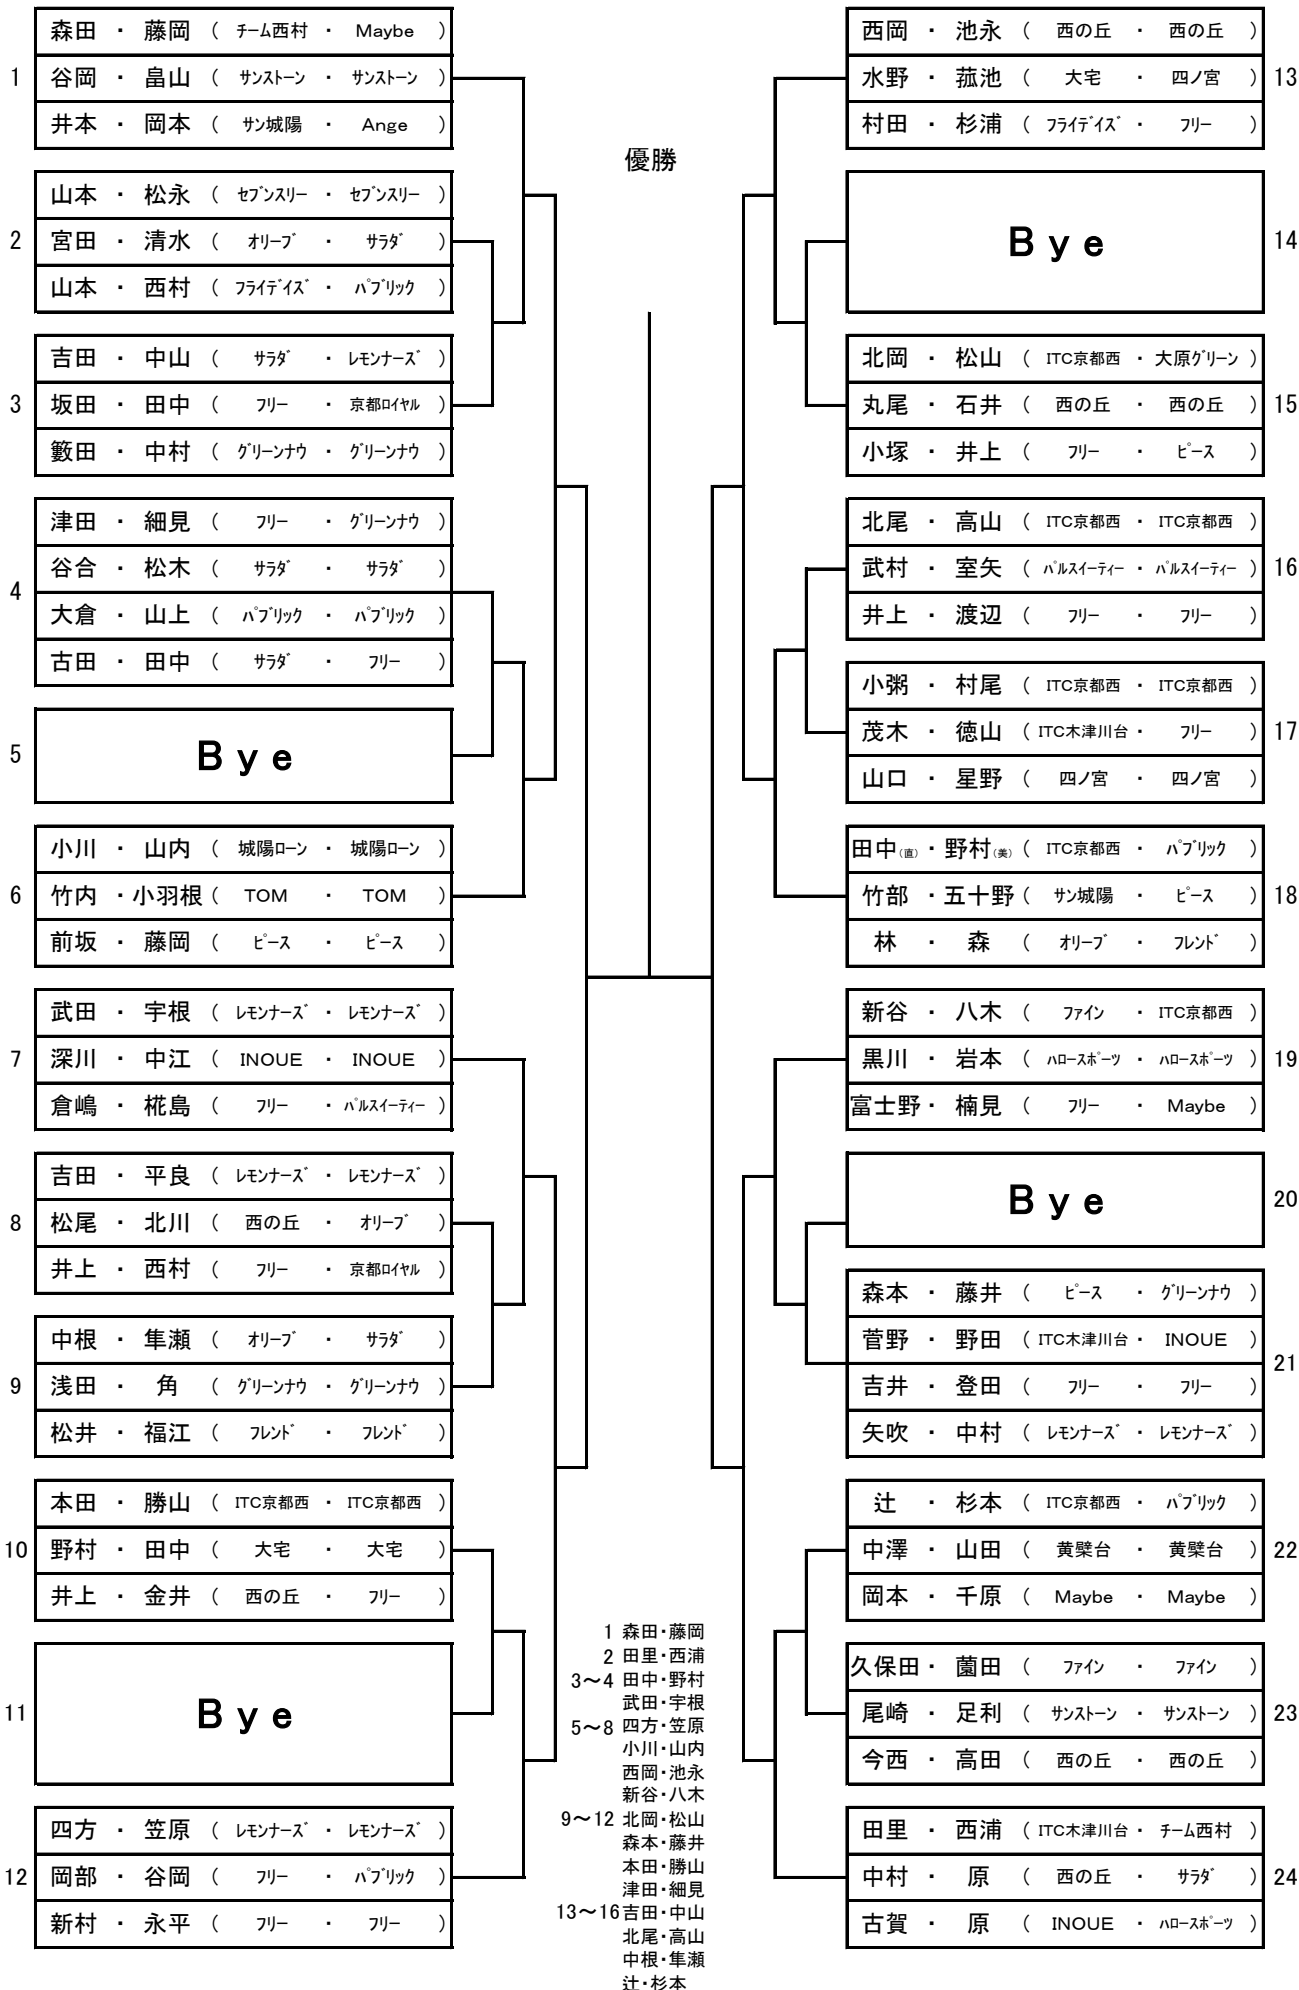 優勝
1
森田 ・ 藤岡 ( チーム西村 ・ Maybe )
谷岡 ・ 畠山 ( サンストーン ・ サンストーン )
井本 ・ 岡本 ( サン城陽 ・ Ange )
2
山本 ・ 松永 ( セブンスリー ・ セブンスリー )
宮田 ・ 清水 ( オリーブ ・ サラダ )
山本 ・ 西村 ( フライデイズ ・ パブリック )
3
吉田 ・ 中山 ( サラダ ・ レモンナーズ )
坂田 ・ 田中 ( フリー ・ 京都ロイヤル )
籔田 ・ 中村 ( グリーンナウ ・ グリーンナウ )
4
津田 ・ 細見 ( フリー ・ グリーンナウ )
谷合 ・ 松木 ( サラダ ・ サラダ )
大倉 ・ 山上 ( パブリック ・ パブリック )
古田 ・ 田中 ( サラダ ・ フリー )
5
Bye
6
小川 ・ 山内 ( 城陽ローン ・ 城陽ローン )
竹内 ・ 小羽根 ( TOM ・ TOM )
前坂 ・ 藤岡 ( ピース ・ ピース )
7
武田 ・ 宇根 ( レモンナーズ ・ レモンナーズ )
深川 ・ 中江 ( INOUE ・ INOUE )
倉嶋 ・ 椛島 ( フリー ・ パルスイーティー )
8
吉田 ・ 平良 ( レモンナーズ ・ レモンナーズ )
松尾 ・ 北川 ( 西の丘 ・ オリーブ )
井上 ・ 西村 ( フリー ・ 京都ロイヤル )
9
中根 ・ 隼瀬 ( オリーブ ・ サラダ )
浅田 ・ 角 ( グリーンナウ ・ グリーンナウ )
松井 ・ 福江 ( フレンド ・ フレンド )
10
本田 ・ 勝山 ( ITC京都西 ・ ITC京都西 )
野村 ・ 田中 ( 大宅 ・ 大宅 )
井上 ・ 金井 ( 西の丘 ・ フリー )
11
Bye
12
四方 ・ 笠原 ( レモンナーズ ・ レモンナーズ )
岡部 ・ 谷岡 ( フリー ・ パブリック )
新村 ・ 永平 ( フリー ・ フリー )
西岡 ・ 池永 ( 西の丘 ・ 西の丘 )
水野 ・ 菰池 ( 大宅 ・ 四ノ宮 )
村田 ・ 杉浦 ( フライデイズ ・ フリー )
13
Bye
14
北岡 ・ 松山 ( ITC京都西 ・ 大原グリーン )
丸尾 ・ 石井 ( 西の丘 ・ 西の丘 )
小塚 ・ 井上 ( フリー ・ ピース )
15
北尾 ・ 高山 ( ITC京都西 ・ ITC京都西 )
武村 ・ 室矢 ( パルスイーティー ・ パルスイーティー )
井上 ・ 渡辺 ( フリー ・ フリー )
16
小粥 ・ 村尾 ( ITC京都西 ・ ITC京都西 )
茂木 ・ 徳山 ( ITC木津川台 ・ フリー )
山口 ・ 星野 ( 四ノ宮 ・ 四ノ宮 )
17
田中(直) ・ 野村(美) ( ITC京都西 ・ パブリック )
竹部 ・ 五十野 ( サン城陽 ・ ピース )
林 ・ 森 ( オリーブ ・ フレンド )
18
新谷 ・ 八木 ( ファイン ・ ITC京都西 )
黒川 ・ 岩本 ( ハロースポーツ ・ ハロースポーツ )
富士野 ・ 楠見 ( フリー ・ Maybe )
19
Bye
20
森本 ・ 藤井 ( ピース ・ グリーンナウ )
菅野 ・ 野田 ( ITC木津川台 ・ INOUE )
吉井 ・ 登田 ( フリー ・ フリー )
矢吹 ・ 中村 ( レモンナーズ ・ レモンナーズ )
21
辻 ・ 杉本 ( ITC京都西 ・ パブリック )
中澤 ・ 山田 ( 黄檗台 ・ 黄檗台 )
岡本 ・ 千原 ( Maybe ・ Maybe )
22
久保田 ・ 薗田 ( ファイン ・ ファイン )
尾崎 ・ 足利 ( サンストーン ・ サンストーン )
今西 ・ 高田 ( 西の丘 ・ 西の丘 )
23
田里 ・ 西浦 ( ITC木津川台 ・ チーム西村 )
中村 ・ 原 ( 西の丘 ・ サラダ )
古賀 ・ 原 ( INOUE ・ ハロースポーツ )
24
1 森田・藤岡
2 田里・西浦
3～4 田中・野村
武田・宇根
5～8 四方・笠原
小川・山内
西岡・池永
新谷・八木
9～12 北岡・松山
森本・藤井
本田・勝山
津田・細見
13～16 吉田・中山
北尾・高山
中根・隼瀬
辻・杉本